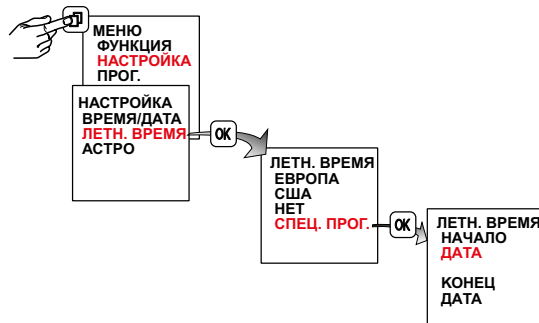 МЕНЮ
ФУНКЦИЯ
НАСТРОЙКА
ПРОГ.
НАСТРОЙКА
ВРЕМЯ/ДАТА
ЛЕТН. ВРЕМЯ
АСТРО
OK
ЛЕТН. ВРЕМЯ
ЕВРОПА
США
НЕТ
СПЕЦ. ПРОГ.
OK
ЛЕТН. ВРЕМЯ
НАЧАЛО
ДАТА
КОНЕЦ
ДАТА